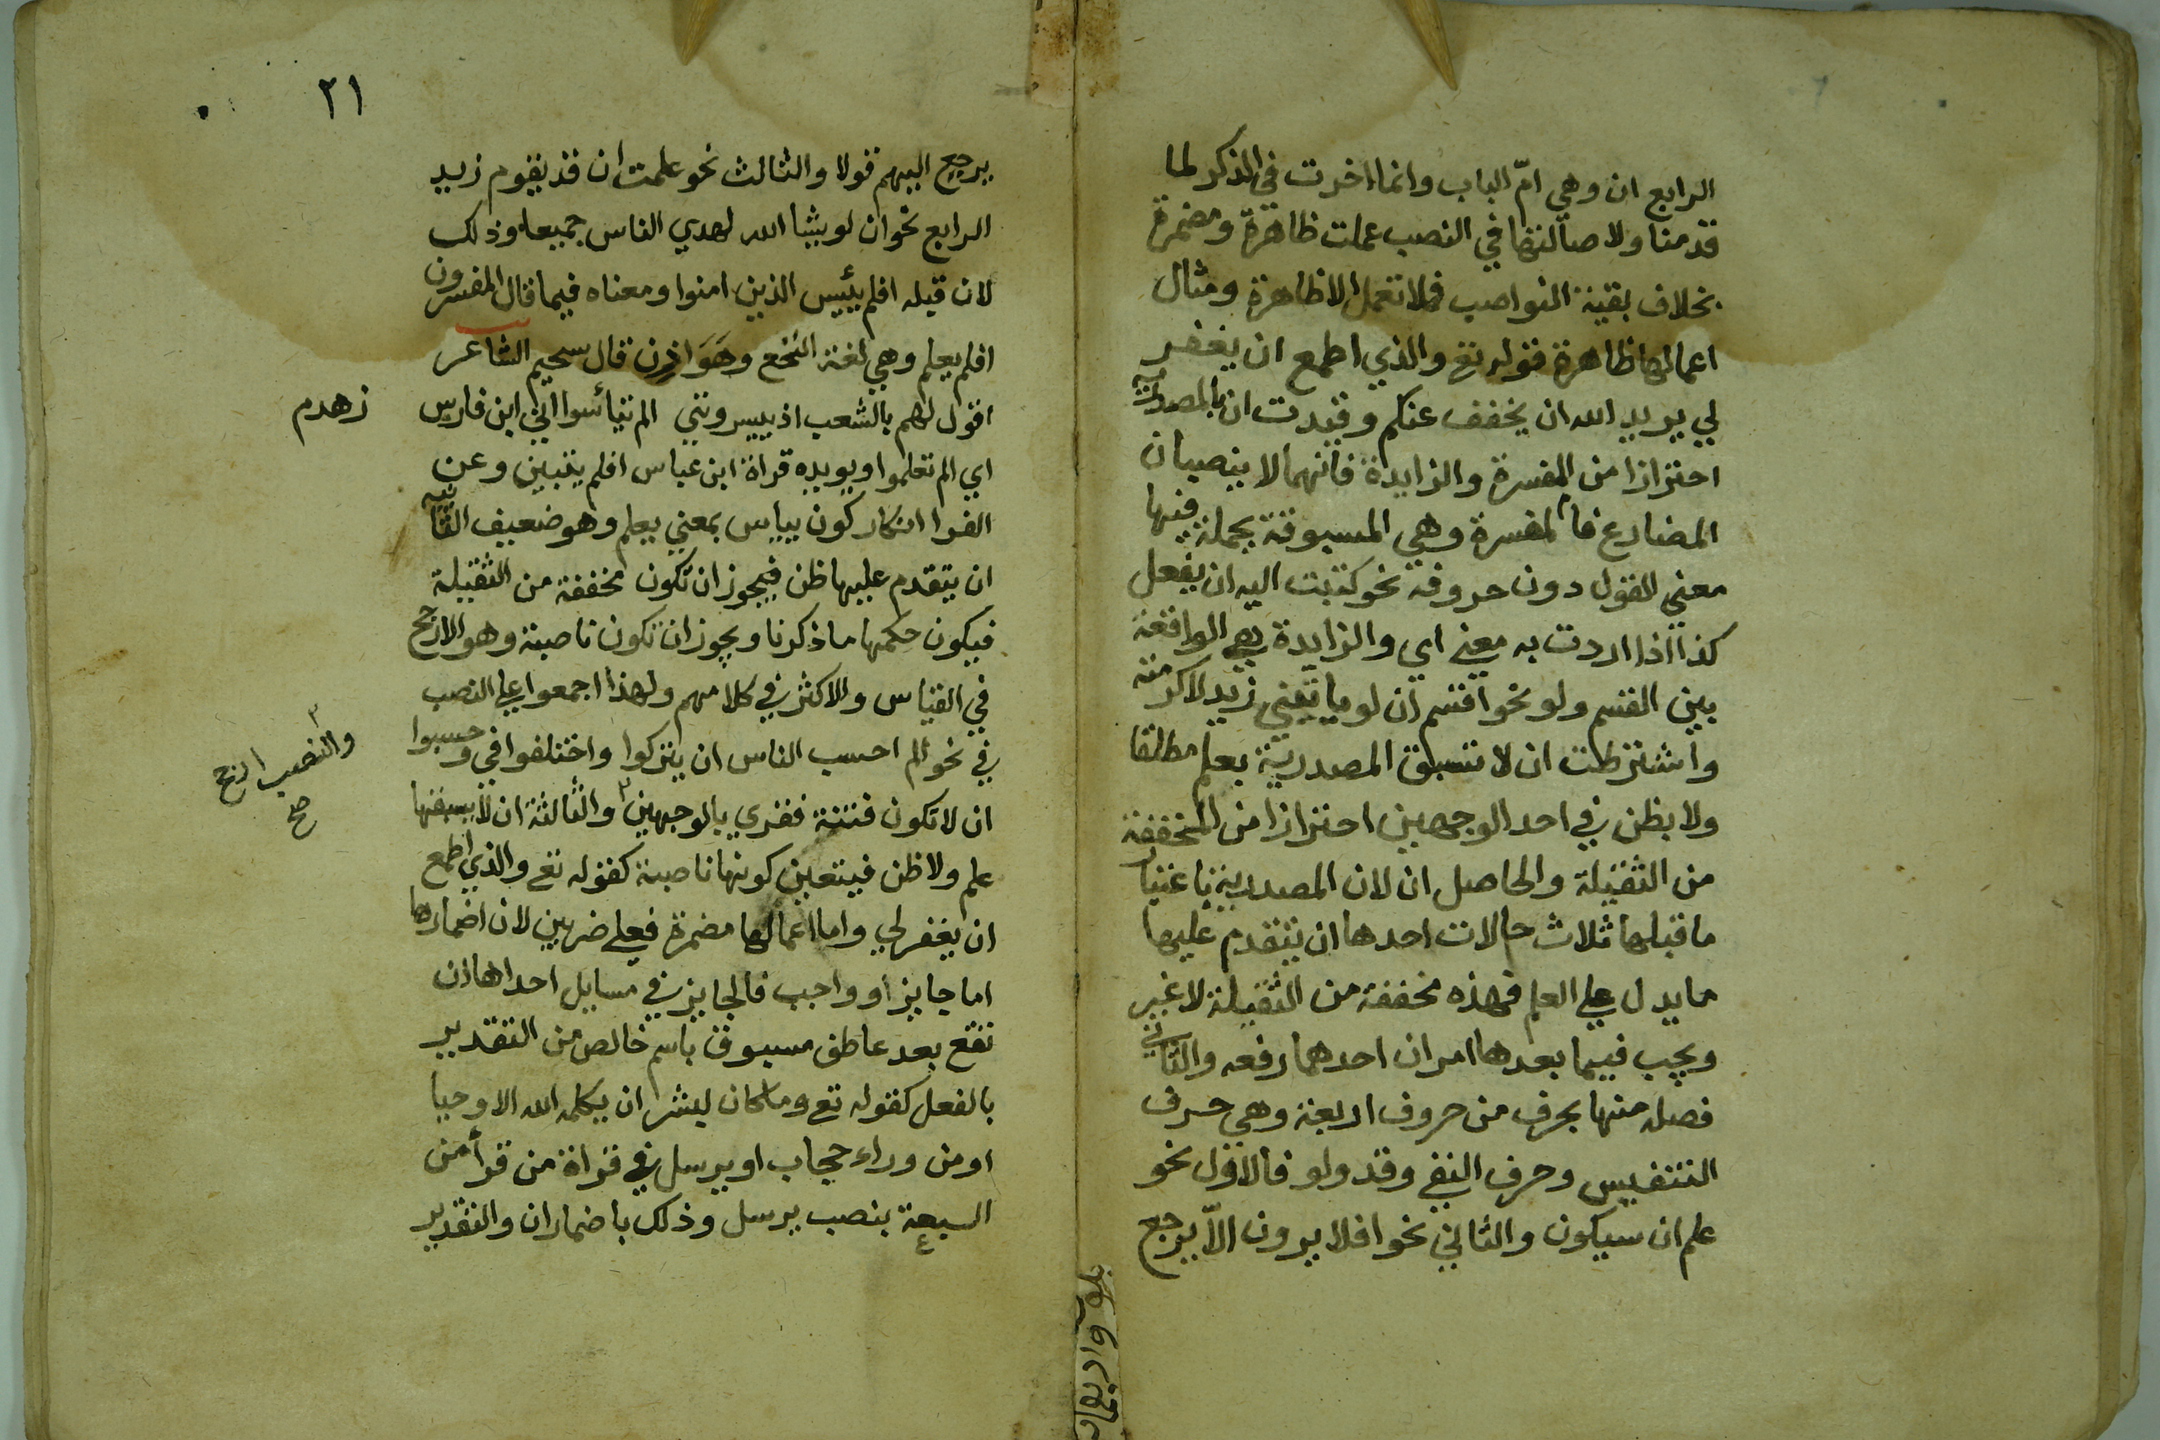 الرابع ان وهي امّ الباب وانما اخرت في الذكر لما
قدمنا ولاصالتها في النصب عملت ظاهرة ومضمرة
بخلاف بقية النواصب فلا تعمل الا ظاهرة ومثال
اعمالها ظاهرة قوله تع والذي اطمع ان يغفر
لي يريد الله ان يخفف عنكم وقيدت ان بالمصدرية
احترازا من المفسرة والزايدة فانهما لا ينصبان
المضارع فالمفسرة وهي المسبوقة بجملة فيها
معني القول دون حروفه نحو كتبت اليه ان يفعل
كذا اذا اردت به معني اي والزايدة هي الواقعة
بين القسم ولو نحو اقسم ان لو ياتيني زيد لاكرمته
واشترطت ان لا تسبق المصدرية بعلم مطلقا
ولا بظن في احد الوجهين احترازا من المخففة
من الثقيلة والحاصل ان لان المصدرية باعتبار
ما قبلها ثلاث حالات احدها ان يتقدم عليها
ما يدل علي العلم فهذه مخففة من الثقيلة لا غير
ويجب فيما بعدها امران احدهما رفعه والثاني
فصله منها بحرف من حروف اربعة وهي حرف
التنفيس وحرف النفي وقد ولو فالاول نحو
علم ان سيكون والثاني نحو افلا يرون الاّ يرجع
٢١
يرجع اليهم قولا والثالث نحو علمت ان قد يقوم زيد
الرابع نحو ان لو يشا الله لهدي الناس جميعا وذلك
لان قبله افلم يئيس الذين امنوا ومعناه فيما قال المفسرون
افلم يعلم وهي لغة النخع وهَوَازن قال سحيم الشاعر
اقول لهم بالشعب اذ ييسرونني الم تيأسوا اني ابن فارس
زهدم
اي الم تعلموا ويويده قراة ابن عباس افلم يتبين وعن
الفرا انكار كون ييأس بمعني يعلم وهو ضعيف الثانية
ان يتقدم عليها ظن فيجوز ان تكون مخففة من الثقيلة
فيكون حكمها ما ذكرنا ويجوز ان تكون ناصبة وهو الارجح
في القياس والاكثر في كلامهم ولهذا اجمعوا علي النصب
في نحو الم احسب الناس ان يتركوا واختلفوا في وحسبوا
ان لا تكون فتنة فقري بالوجهين والثالثة ان لا يسبقها
والنصب ارجح
صح
علم ولا ظن فيتعين كونها ناصبة كقوله تع والذي اطمع
ان يغفر لي واما اعمالها مضمرة فعلي ضربين لان اضمارها
اما جايز او واجب فالجايز في مسايل احداها ان
تقع بعد عاطف مسبوق باسم خالص من التقدير
بالفعل كقوله تع وما كان لبشر ان يكلمه الله الا وحيا
او من وراء حجاب او يرسل في قراة من قرأ من
السبعة بنصب يرسل وذلك باضمار ان والتقدير